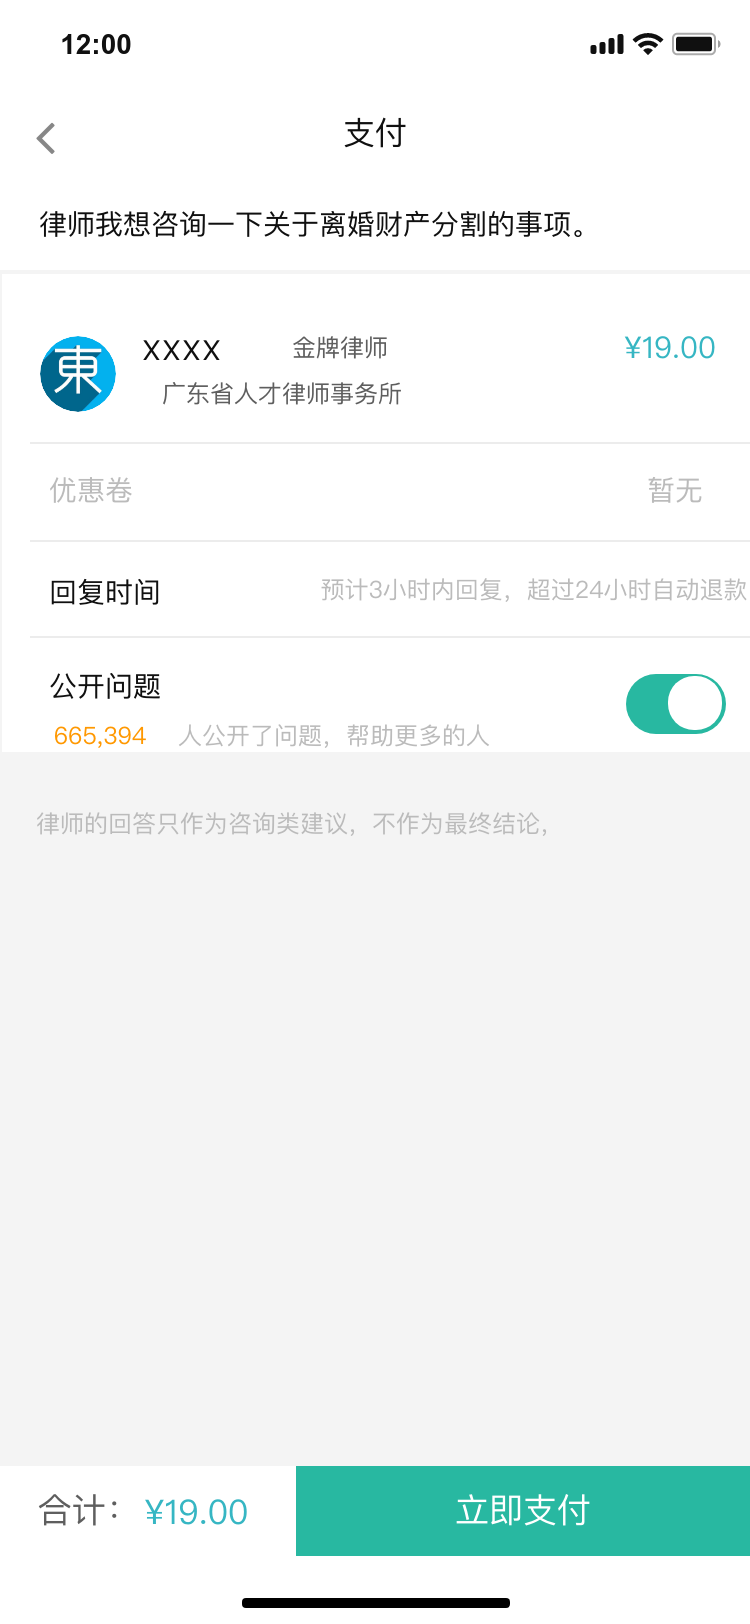 12:00
支付
律师我想咨询一下关于离婚财产分割的事项。
東
XXXX 金牌律师 ¥19.00
广东省人才律师事务所
优惠卷 暂无
回复时间 预计3小时内回复，超过24小时自动退款
公开问题
665,394 人公开了问题，帮助更多的人
律师的回答只作为咨询类建议，不作为最终结论，
合计： ¥19.00 立即支付